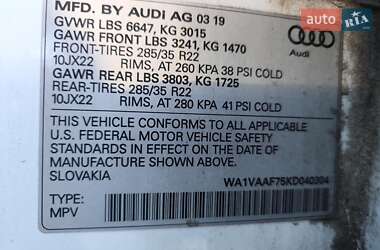 RIA.com
MFD. BY AUDI AG 03 19
GVWR LBS 6647, KG 3015
GAWR FRONT LBS 3241, KG 1470
FRONT-TIRES 285/35 R22
10JX22 RIMS, AT 260 KPA 38 PSI COLD
GAWR REAR LBS 3803, KG 1725
REAR-TIRES 285/35 R22
10JX22 RIMS, AT 280 KPA 41 PSI COLD
Audi
THIS VEHICLE CONFORMS TO ALL APPLICABLE
U.S. FEDERAL MOTOR VEHICLE SAFETY
STANDARDS IN EFFECT ON THE DATE OF
MANUFACTURE SHOWN ABOVE
SLOVAKIA WA1VAAF75KD040304
TYPE:
MPV